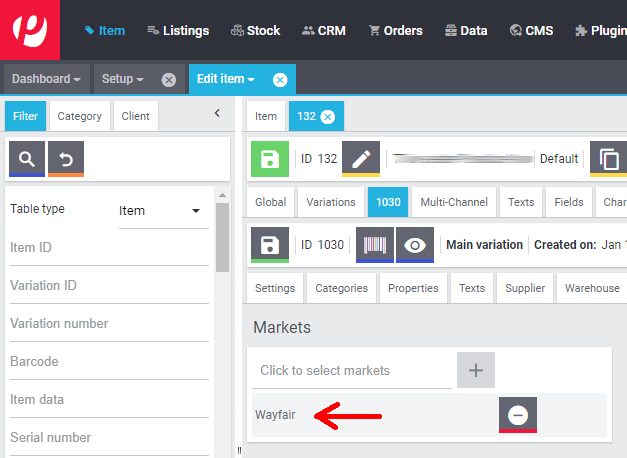 Item Listings Stock CRM Orders Data CMS Plugin
Dashboard Setup Edit item
Filter Category Client
Item 132
ID 132 Default
Global Variations 1030 Multi-Channel Texts Fields Char
ID 1030 Main variation Created on: Jan 1
Settings Categories Properties Texts Supplier Warehouse
Table type Item
Item ID
Variation ID
Variation number
Barcode
Item data
Serial number
Markets
Click to select markets
Wayfair